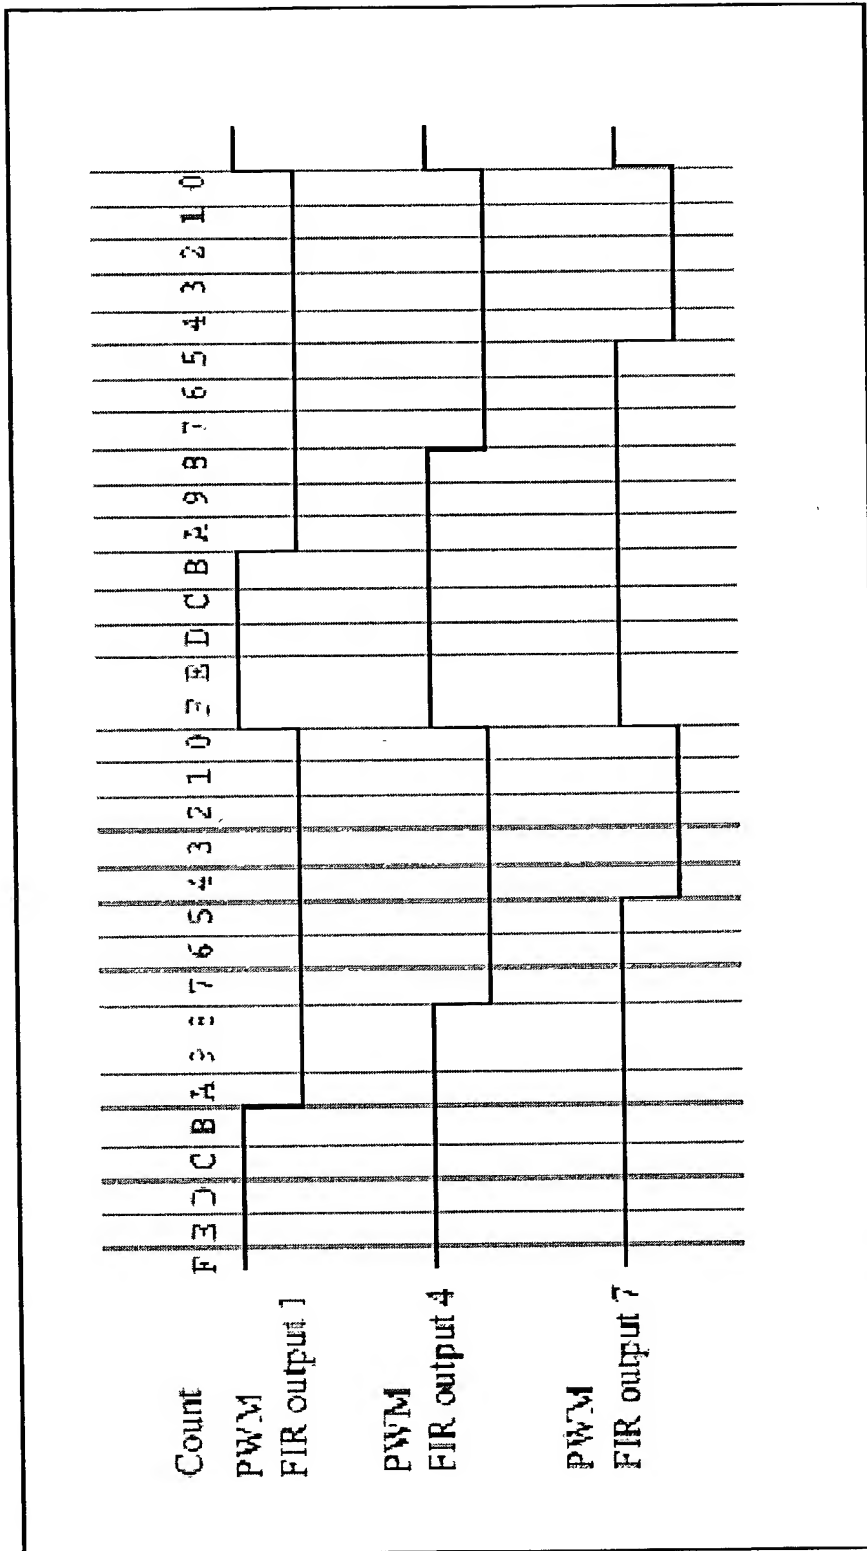 Count F E D C B A 9 8 7 6 5 4 3 2 1 0 F E D C B A 9 8 7 6 5 4 3 2 1 0
PWM
FIR output 1
PWM
FIR output 4
PWM
FIR output 7